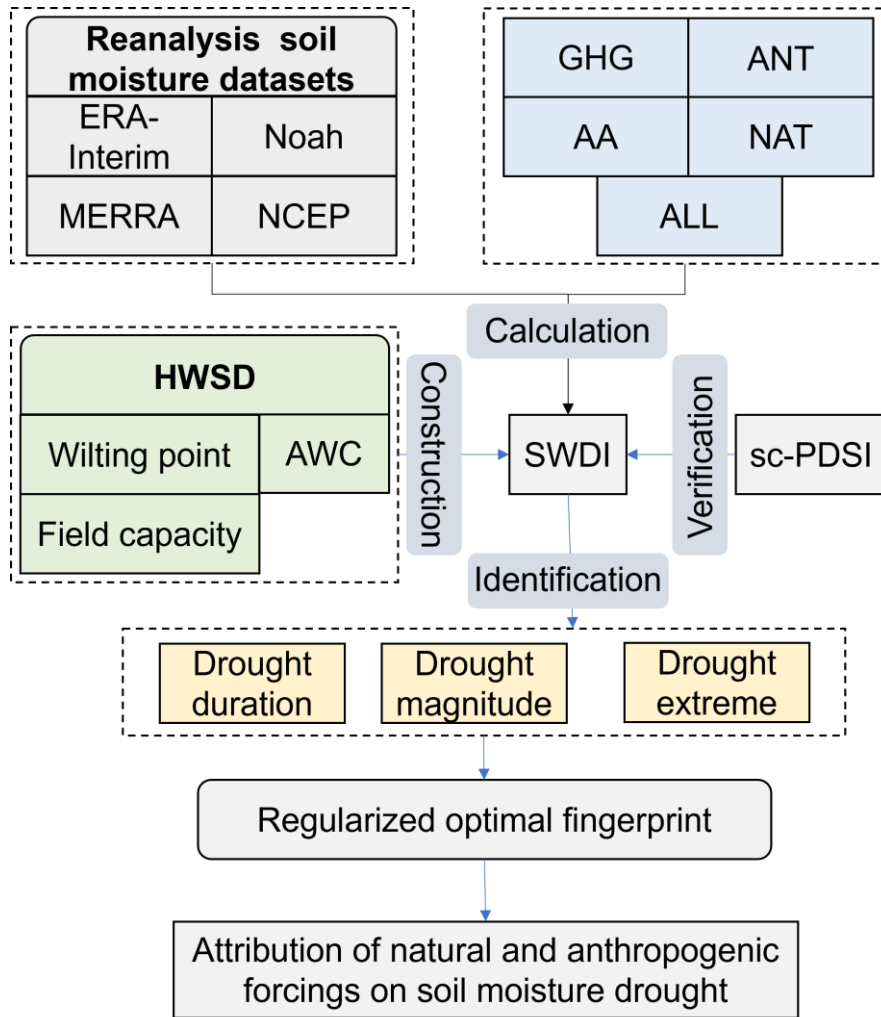 Reanalysis soil
moisture datasets
ERA-
Interim
Noah
MERRA
NCEP
GHG
ANT
AA
NAT
ALL
Calculation
HWSD
Wilting point
AWC
Field capacity
Construction
SWDI
Verification
sc-PDSI
Identification
Drought
duration
Drought
magnitude
Drought
extreme
Regularized optimal fingerprint
Attribution of natural and anthropogenic
forcings on soil moisture drought